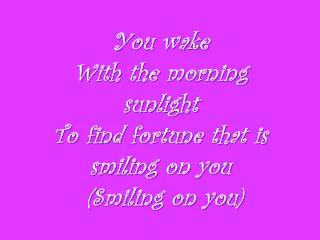 You wake
With the morning
sunlight
To find fortune that is
smiling on you
(Smiling on you)